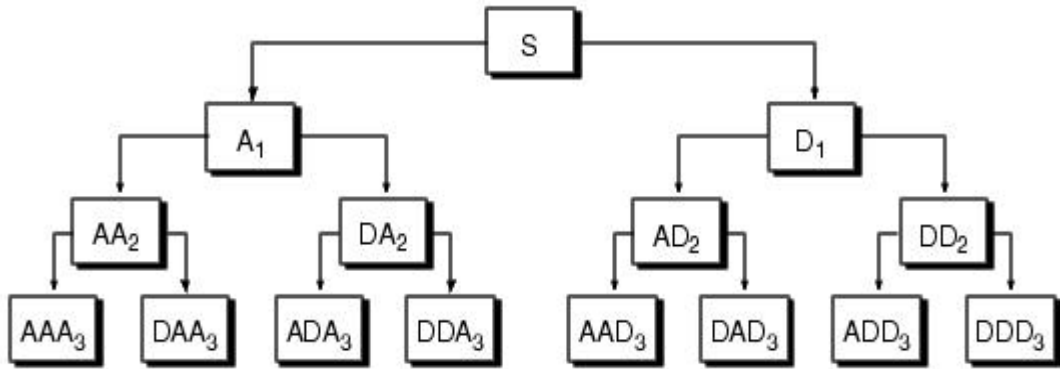 S
A₁ D₁
AA₂ DA₂ AD₂ DD₂
AAA₃ DAA₃ ADA₃ DDA₃ AAD₃ DAD₃ ADD₃ DDD₃